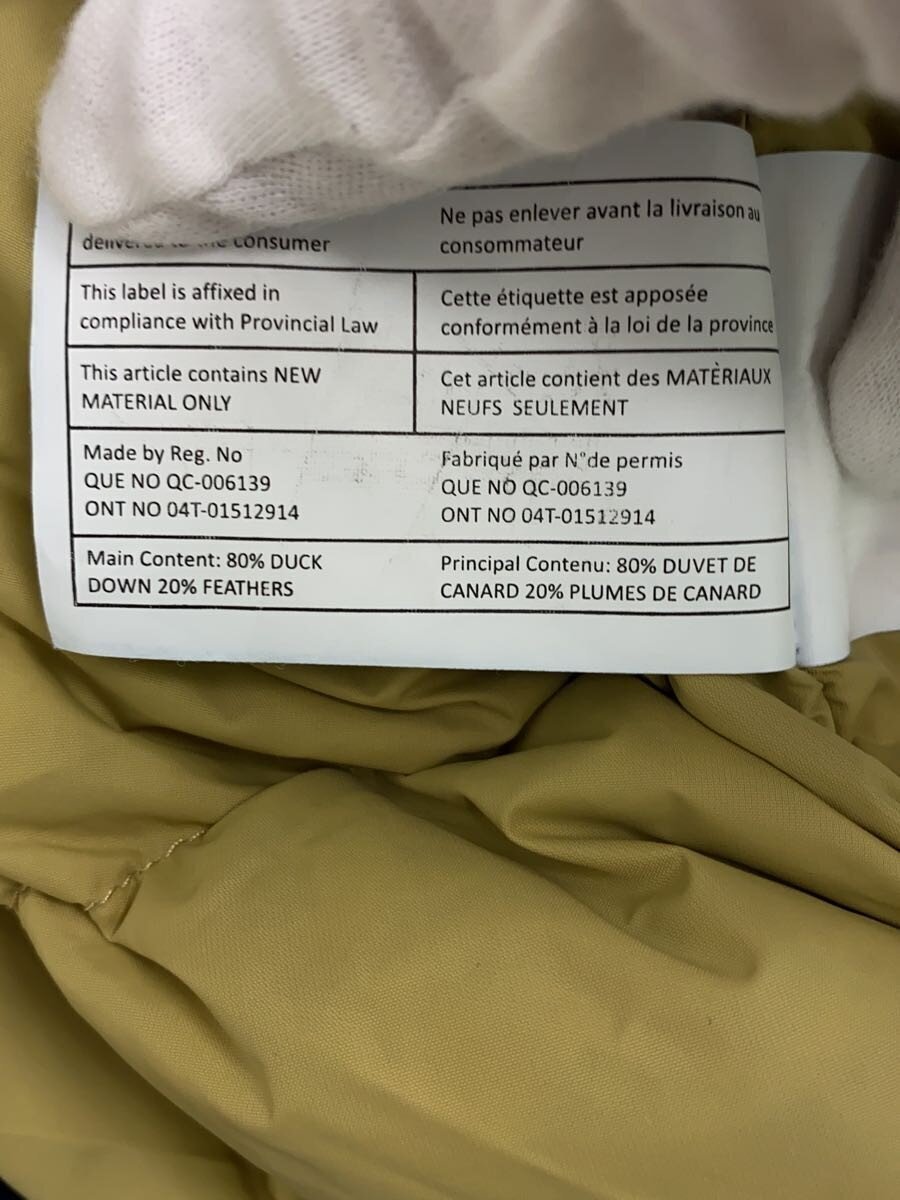 consumer
Ne pas enlever avant la livraison au
consommateur
This label is affixed in
compliance with Provincial Law
Cette étiquette est apposée
conformément à la loi de la province
This article contains NEW
MATERIAL ONLY
Cet article contient des MATÈRIAUX
NEUFS SEULEMENT
Made by Reg. No
QUE NO QC-006139
ONT NO 04T-01512914
Fabriqué par N°de permis
QUE NO QC-006139
ONT NO 04T-01512914
Main Content: 80% DUCK
DOWN 20% FEATHERS
Principal Contenu: 80% DUVET DE
CANARD 20% PLUMES DE CANARD